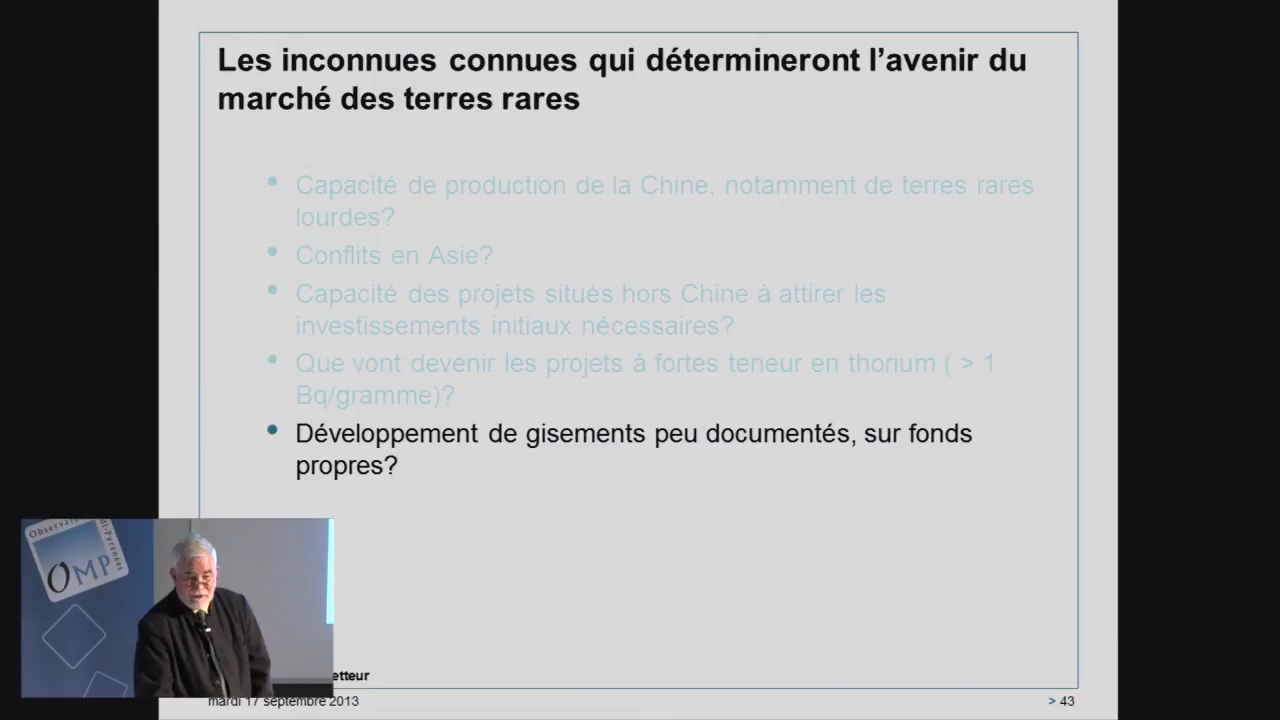 Les inconnues connues qui détermineront l’avenir du
marché des terres rares
• Capacité de production de la Chine, notamment de terres rares
lourdes?
• Conflits en Asie?
• Capacité des projets situés hors Chine à attirer les
investissements initiaux nécessaires?
• Que vont devenir les projets à fortes teneur en thorium ( > 1
Bq/gramme)?
• Développement de gisements peu documentés, sur fonds
propres?
OMP
mardi 17 septembre 2013
> 43